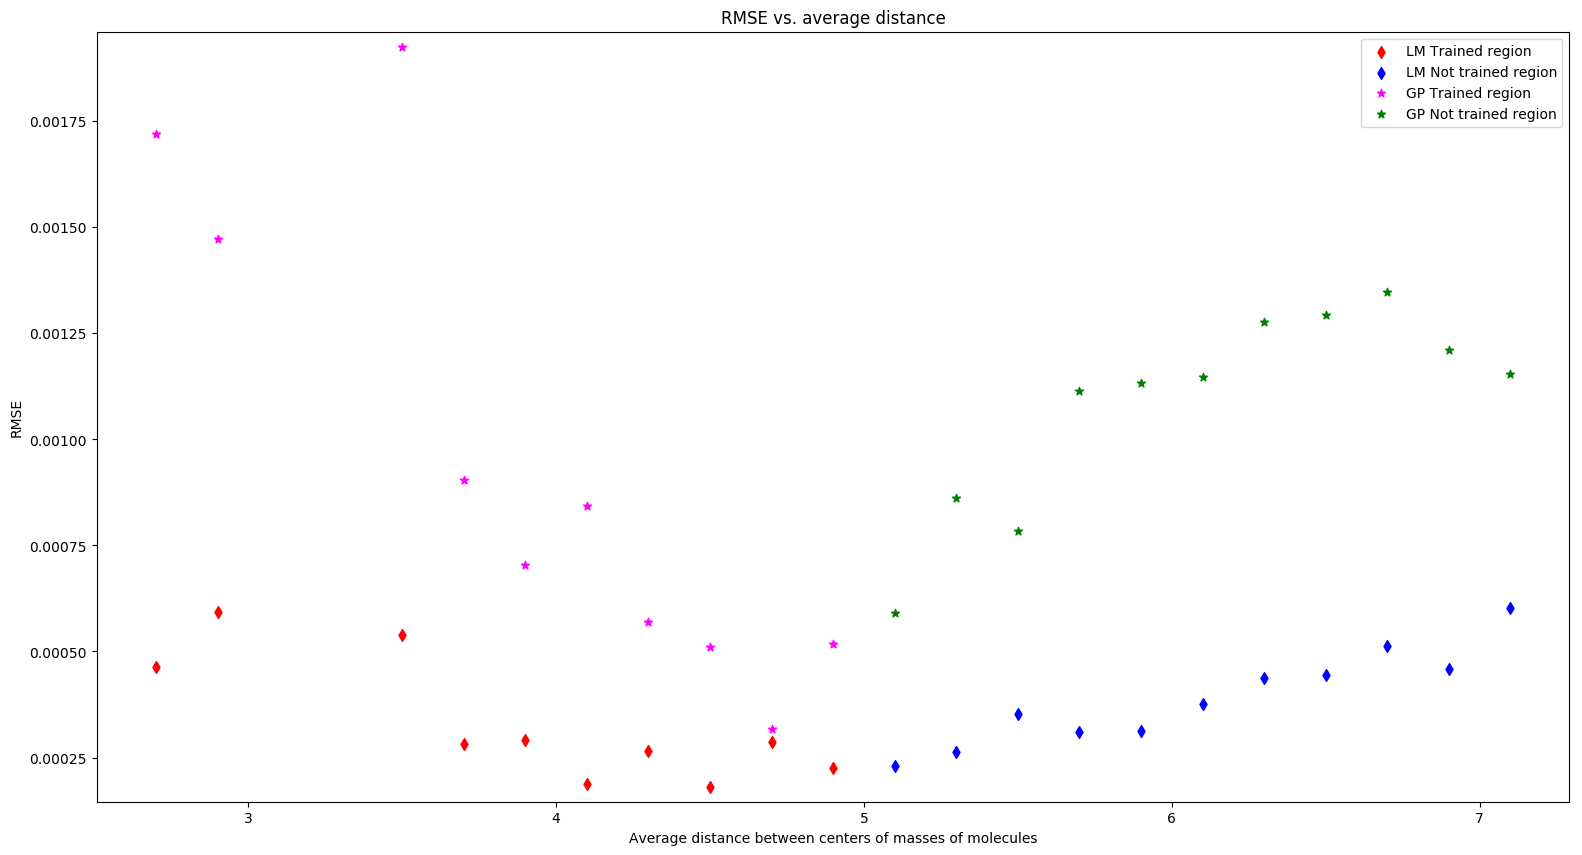 RMSE vs. average distance
LM Trained region
LM Not trained region
GP Trained region
GP Not trained region
0.00175
0.00150
0.00125
0.00100
0.00075
0.00050
0.00025
RMSE
3 4 5 6 7
Average distance between centers of masses of molecules